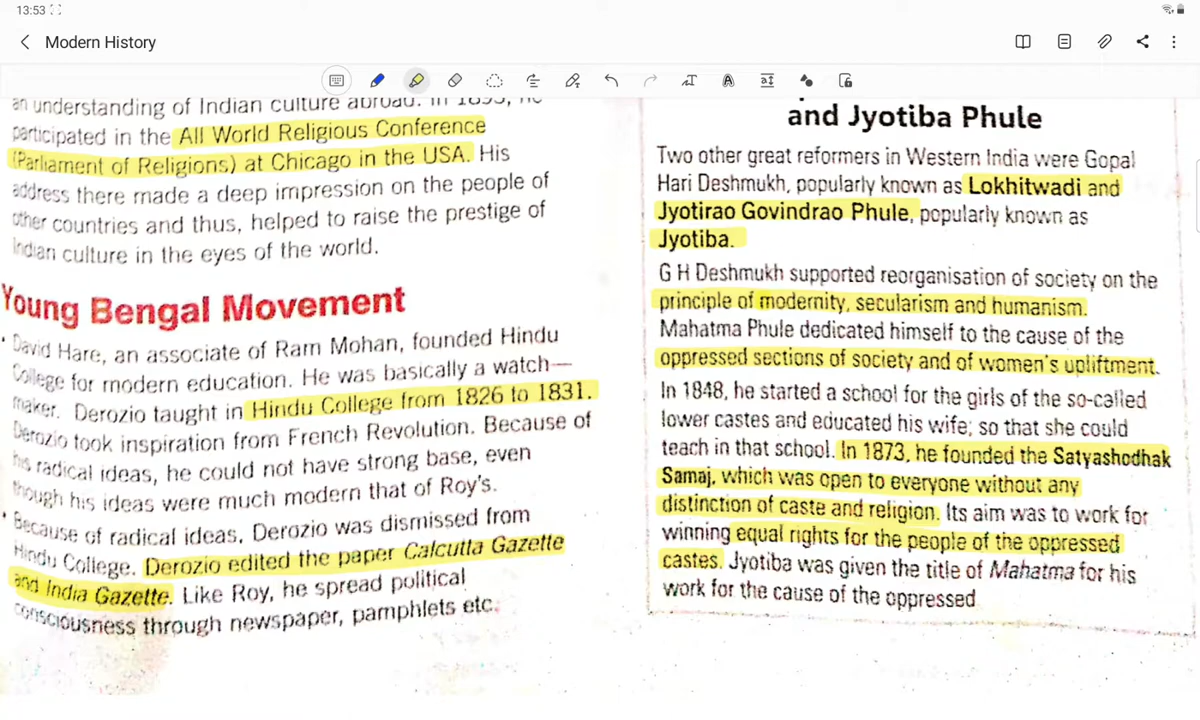 13:53
Modern History
an understanding of Indian culture abroad. In 1893, he
participated in the All World Religious Conference
(Parliament of Religions) at Chicago in the USA. His
address there made a deep impression on the people of
other countries and thus, helped to raise the prestige of
Indian culture in the eyes of the world.
Young Bengal Movement
• David Hare, an associate of Ram Mohan, founded Hindu
College for modern education. He was basically a watch—
maker. Derozio taught in Hindu College from 1826 to 1831.
Derozio took inspiration from French Revolution. Because of
his radical ideas, he could not have strong base, even
though his ideas were much modern that of Roy's.
• Because of radical ideas, Derozio was dismissed from
Hindu College. Derozio edited the paper Calcutta Gazette
and India Gazette. Like Roy, he spread political
consciousness through newspaper, pamphlets etc.
and Jyotiba Phule
Two other great reformers in Western India were Gopal
Hari Deshmukh, popularly known as Lokhitwadi and
Jyotirao Govindrao Phule, popularly known as
Jyotiba.
G H Deshmukh supported reorganisation of society on the
principle of modernity, secularism and humanism.
Mahatma Phule dedicated himself to the cause of the
oppressed sections of society and of women's upliftment.
In 1848, he started a school for the girls of the so-called
lower castes and educated his wife; so that she could
teach in that school. In 1873, he founded the Satyashodhak
Samaj, which was open to everyone without any
distinction of caste and religion. Its aim was to work for
winning equal rights for the people of the oppressed
castes. Jyotiba was given the title of Mahatma for his
work for the cause of the oppressed